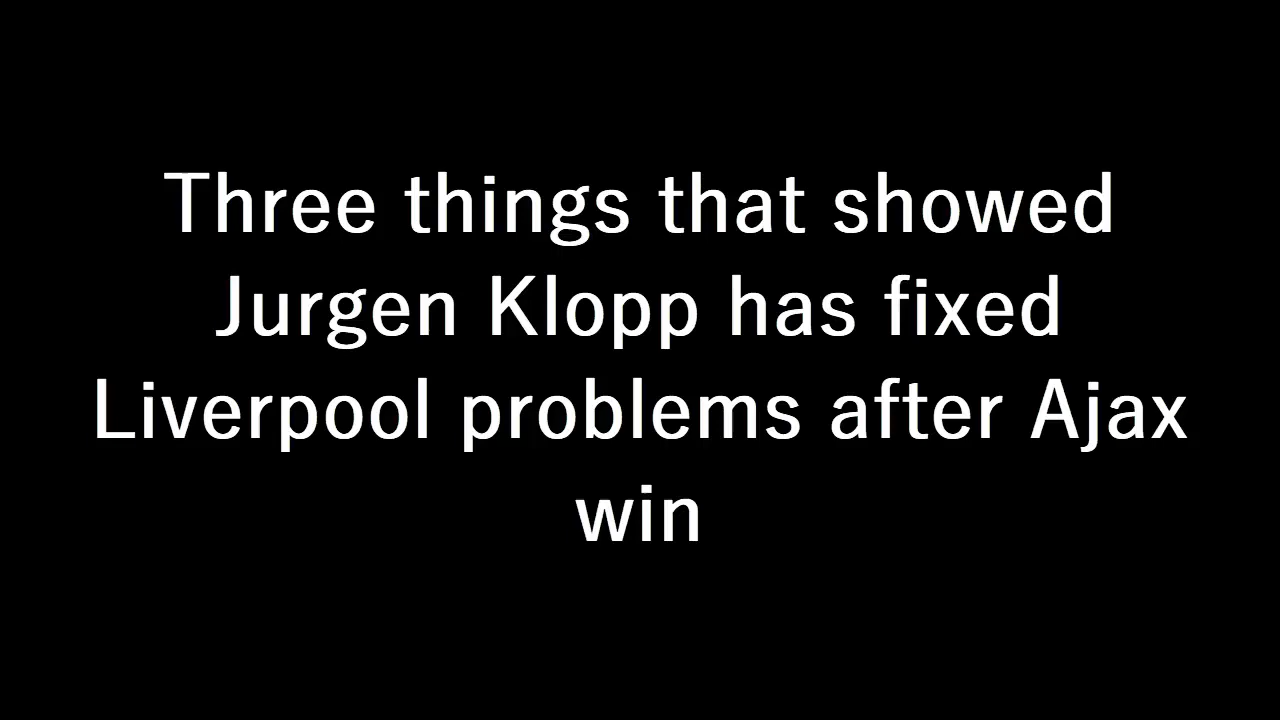 Three things that showed
Jurgen Klopp has fixed
Liverpool problems after Ajax
win